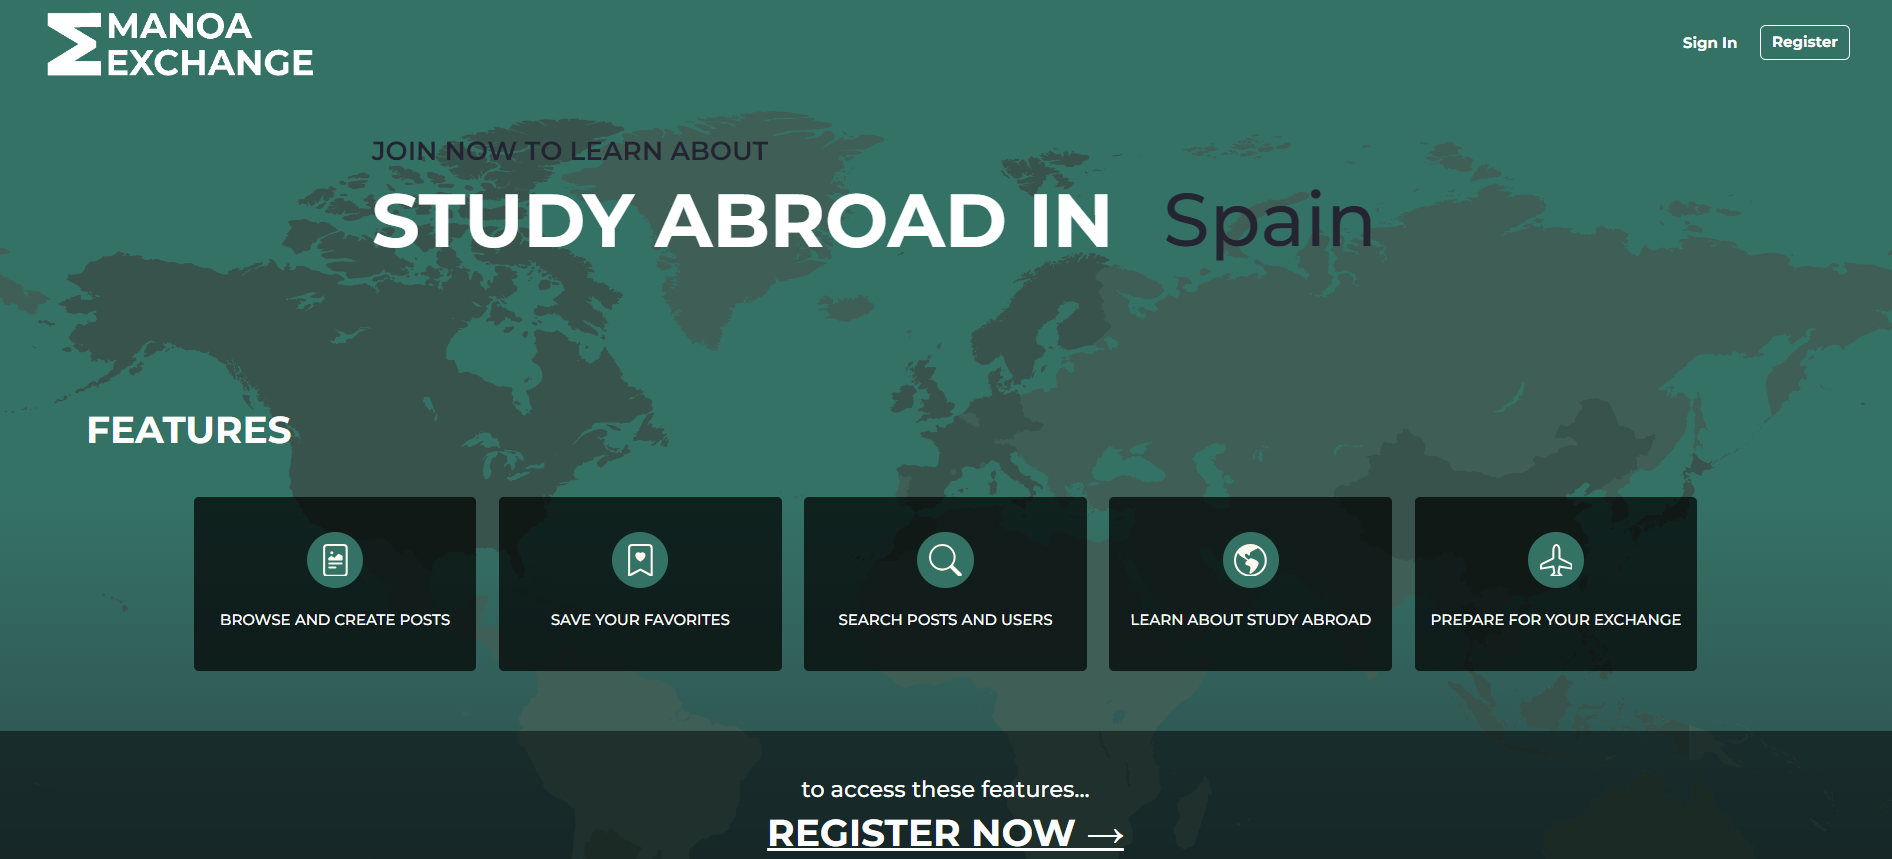 MANOA
EXCHANGE
Sign In
Register
JOIN NOW TO LEARN ABOUT
STUDY ABROAD IN Spain
FEATURES
BROWSE AND CREATE POSTS
SAVE YOUR FAVORITES
SEARCH POSTS AND USERS
LEARN ABOUT STUDY ABROAD
PREPARE FOR YOUR EXCHANGE
to access these features...
REGISTER NOW →